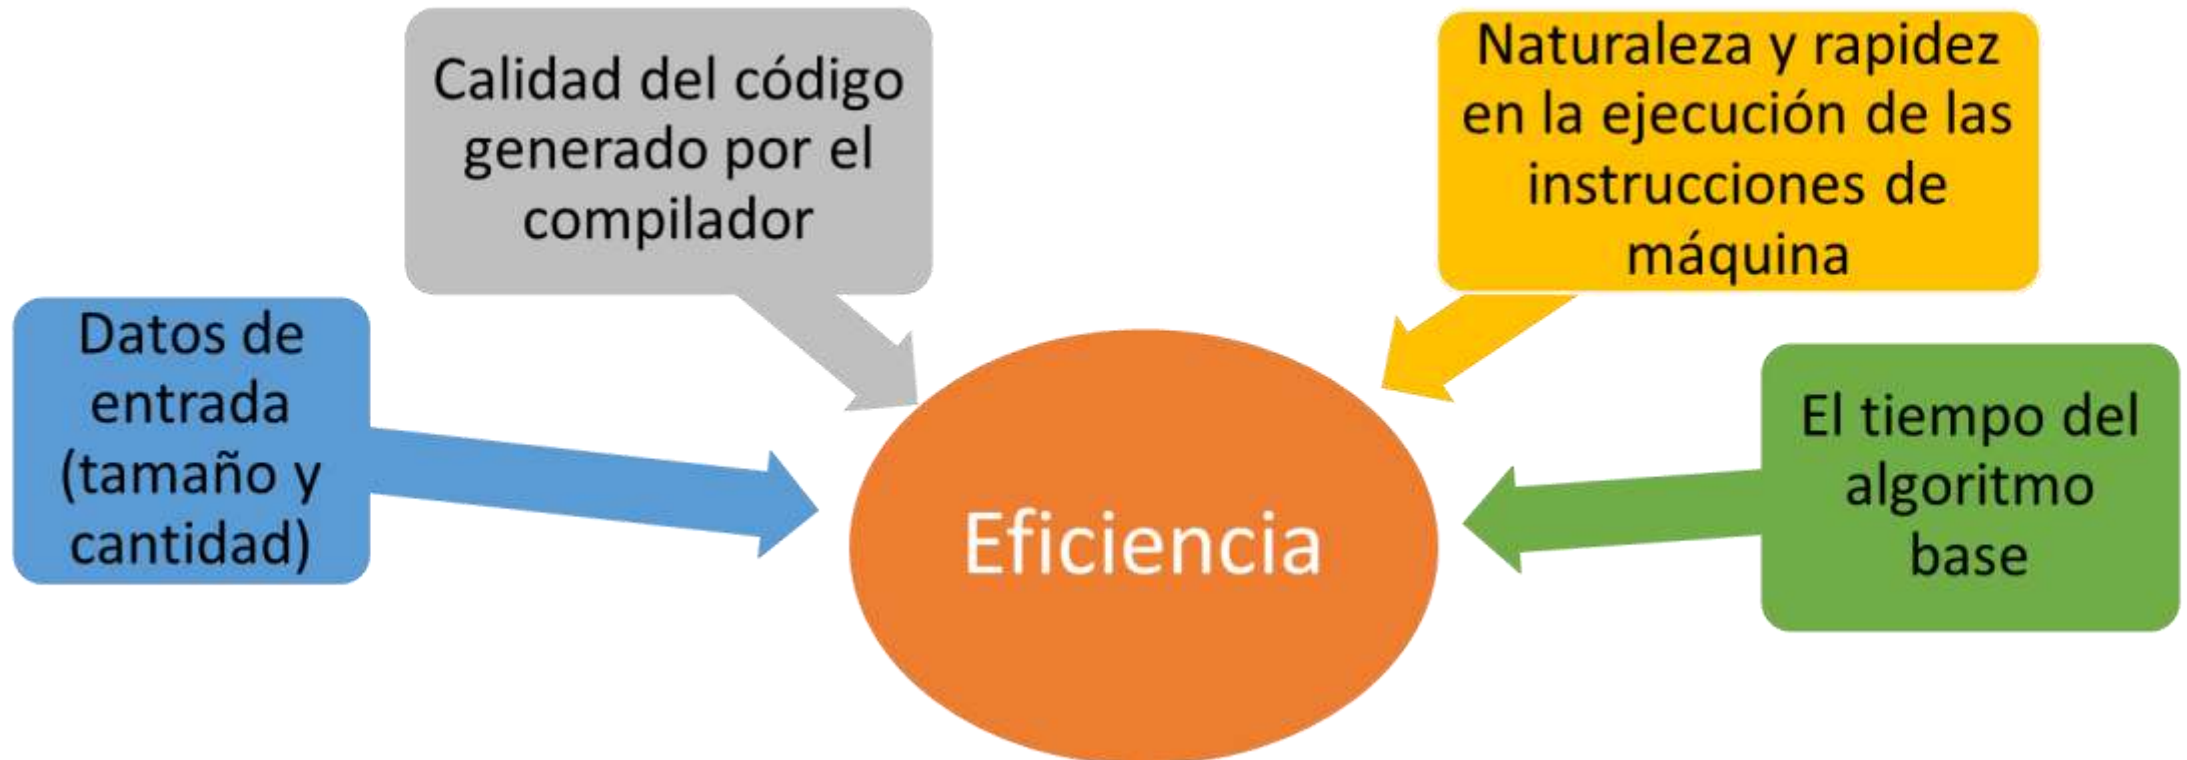 Calidad del código
generado por el
compilador
Naturaleza y rapidez
en la ejecución de las
instrucciones de
máquina
Datos de
entrada
(tamaño y
cantidad)
El tiempo del
algoritmo
base
Eficiencia